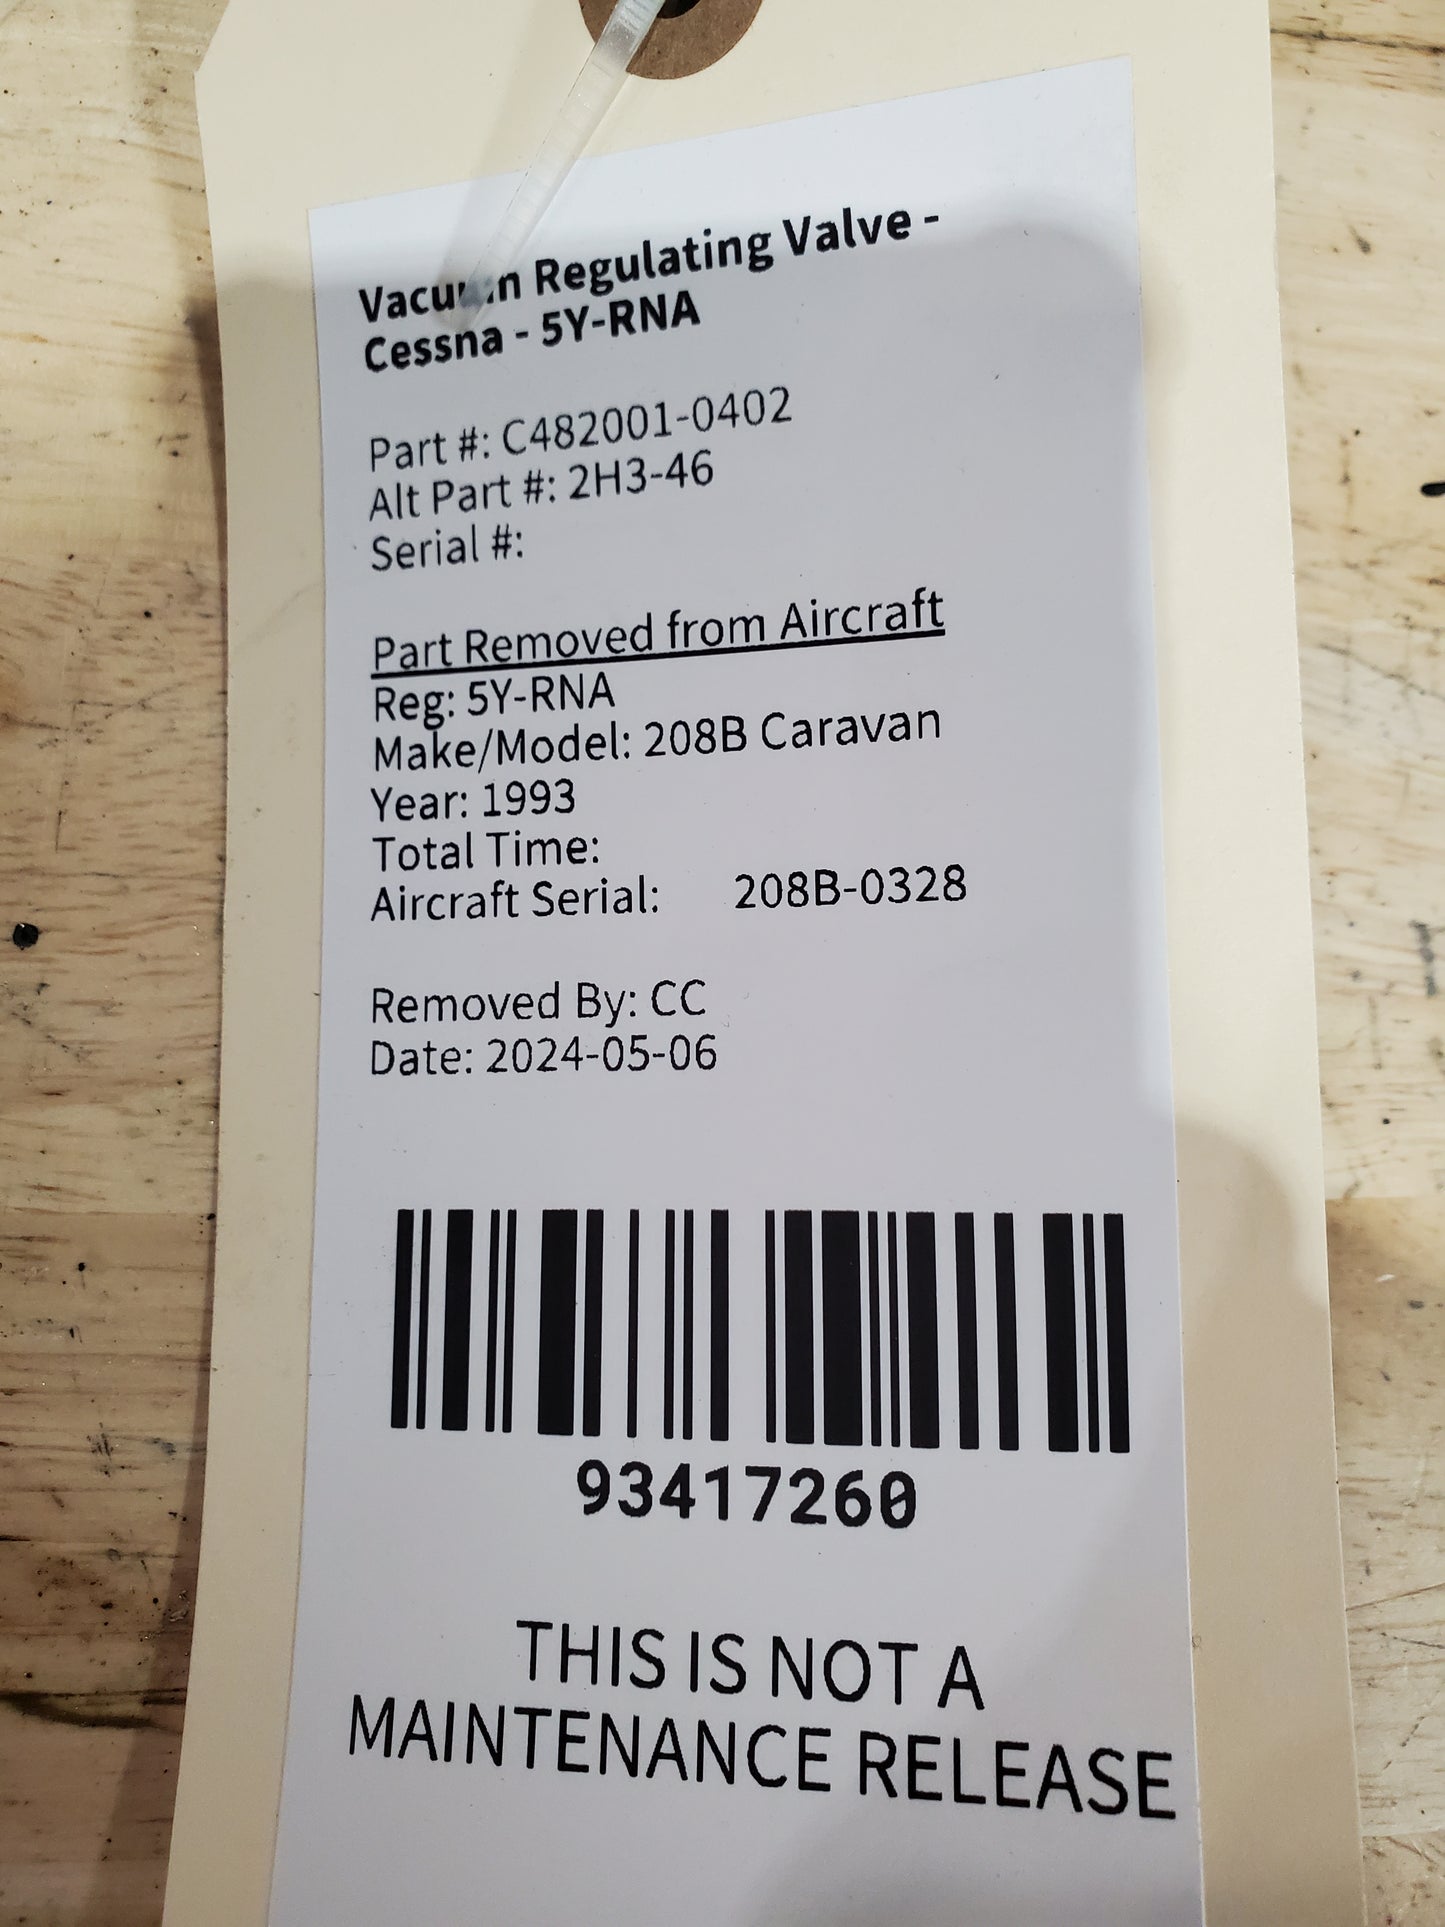 Vacuum Regulating Valve -
Cessna - 5Y-RNA
Part #: C482001-0402
Alt Part #: 2H3-46
Serial #:
Part Removed from Aircraft
Reg: 5Y-RNA
Make/Model: 208B Caravan
Year: 1993
Total Time:
Aircraft Serial: 208B-0328
Removed By: CC
Date: 2024-05-06
93417260
THIS IS NOT A
MAINTENANCE RELEASE